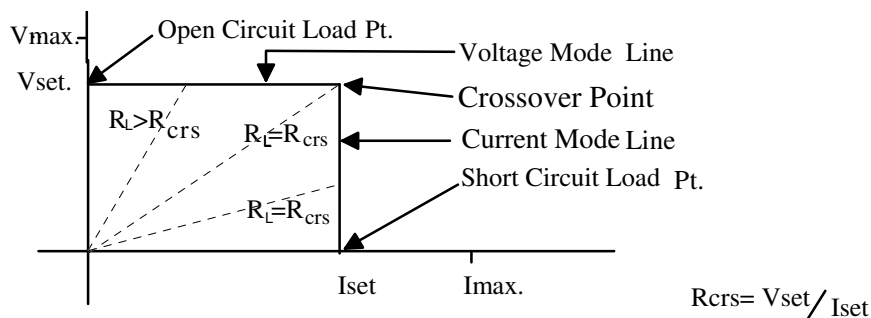 Vmax.
Open Circuit Load Pt.
Voltage Mode Line
Vset.
Crossover Point
RL>Rcrs
RL=Rcrs
Current Mode Line
Short Circuit Load Pt.
RL=Rcrs
Iset
Imax.
Rcrs= Vset/Iset